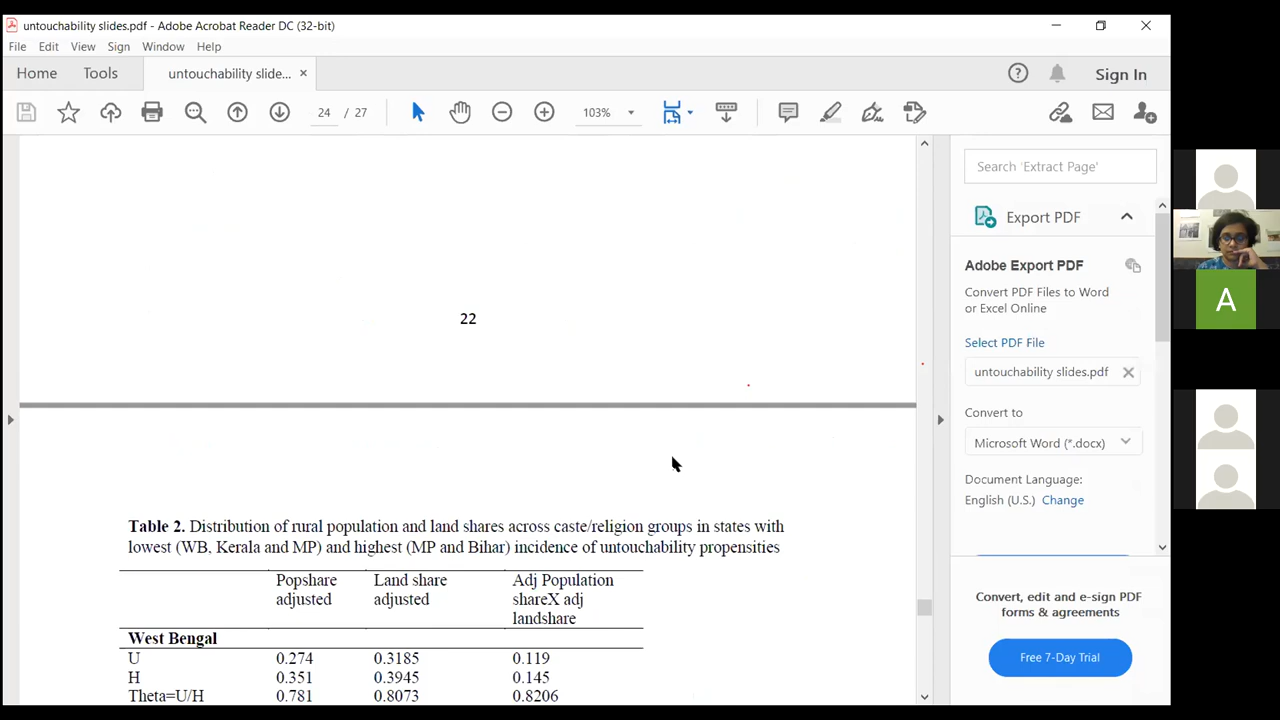 untouchability slides.pdf - Adobe Acrobat Reader DC (32-bit)
File Edit View Sign Window Help
Home Tools untouchability slide... × Sign In
24 / 27 103%
Search 'Extract Page'
Export PDF
Adobe Export PDF
Convert PDF Files to Word
or Excel Online
Select PDF File
untouchability slides.pdf
Convert to
Microsoft Word (*.docx)
Document Language:
English (U.S.) Change
Convert, edit and e-sign PDF
forms & agreements
Free 7-Day Trial
22
Table 2. Distribution of rural population and land shares across caste/religion groups in states with
lowest (WB, Kerala and MP) and highest (MP and Bihar) incidence of untouchability propensities
Popshare Land share Adj Population
adjusted adjusted shareX adj
landshare
West Bengal
U 0.274 0.3185 0.119
H 0.351 0.3945 0.145
Theta=U/H 0.781 0.8073 0.8206
A